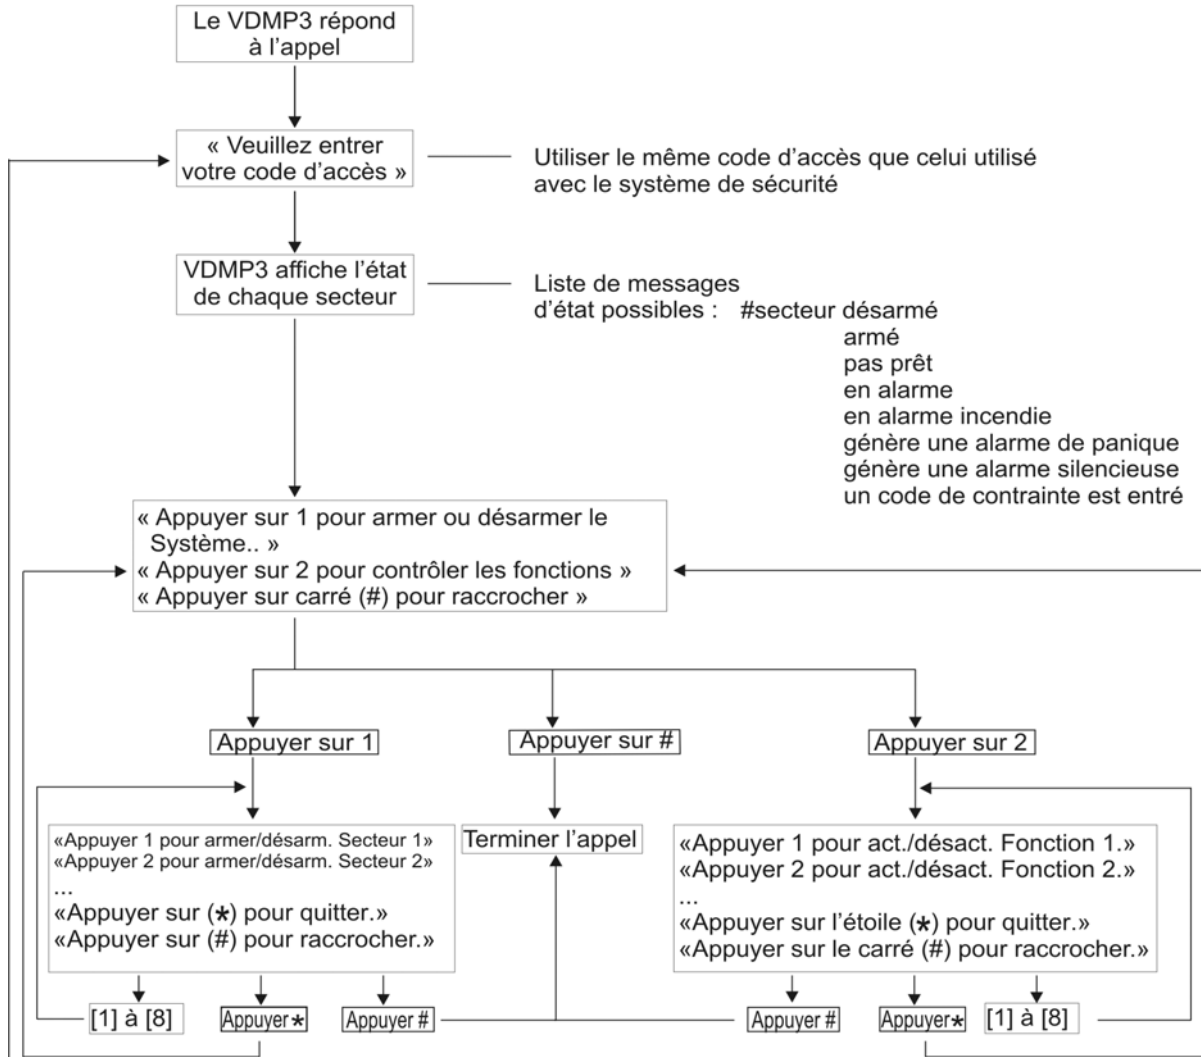 Le VDMP3 répond
à l’appel
« Veuillez entrer
votre code d’accès »
Utiliser le même code d’accès que celui utilisé
avec le système de sécurité
VDMP3 affiche l’état
de chaque secteur
Liste de messages
d’état possibles : #secteur désarmé
armé
pas prêt
en alarme
en alarme incendie
génère une alarme de panique
génère une alarme silencieuse
un code de contrainte est entré
« Appuyer sur 1 pour armer ou désarmer le
Système.. »
« Appuyer sur 2 pour contrôler les fonctions »
« Appuyer sur carré (#) pour raccrocher »
Appuyer sur 1
Appuyer sur #
Appuyer sur 2
«Appuyer 1 pour armer/désarm. Secteur 1»
«Appuyer 2 pour armer/désarm. Secteur 2»
...
«Appuyer sur (*) pour quitter.»
«Appuyer sur (#) pour raccrocher.»
Terminer l’appel
«Appuyer 1 pour act./désact. Fonction 1.»
«Appuyer 2 pour act./désact. Fonction 2.»
...
«Appuyer sur l’étoile (*) pour quitter.»
«Appuyer sur le carré (#) pour raccrocher.»
[1] à [8]
Appuyer *
Appuyer #
Appuyer #
Appuyer *
[1] à [8]